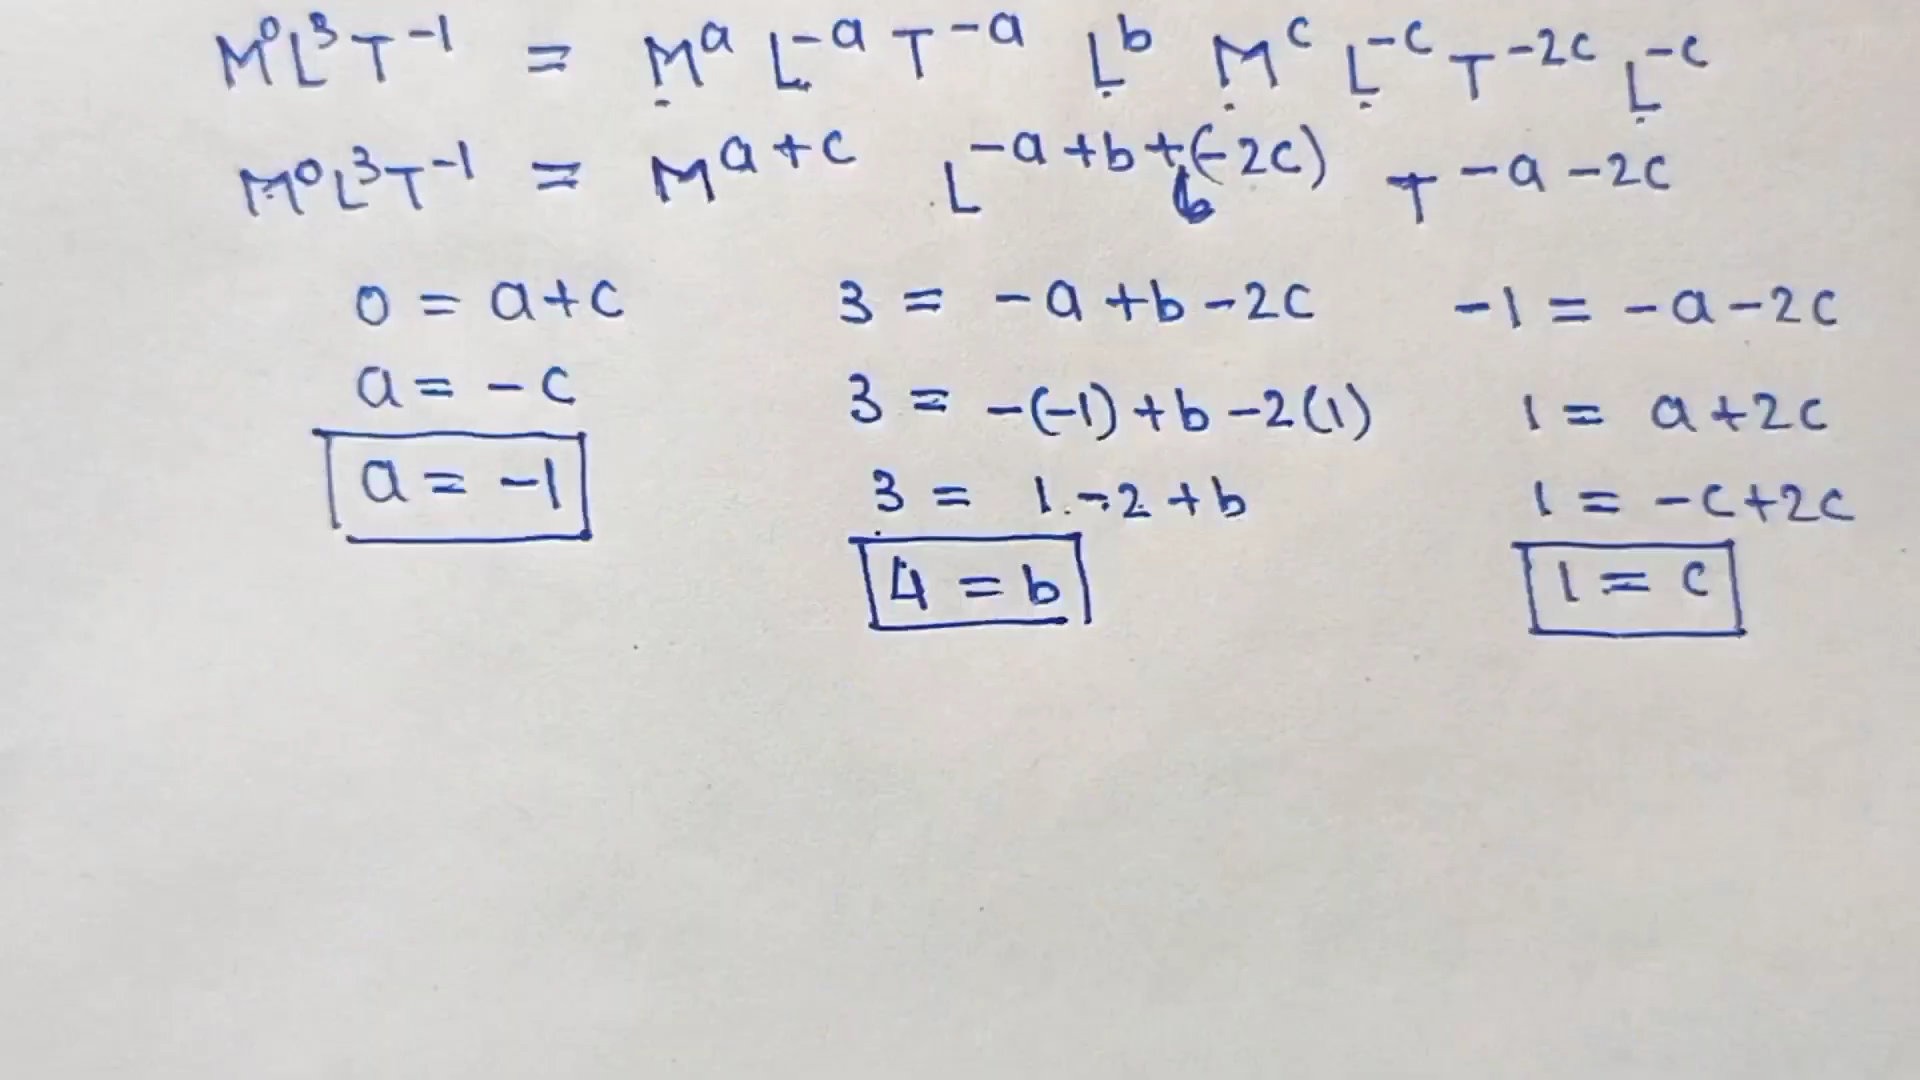 M⁰L³T⁻¹ = Mᵃ L⁻ᵃ T⁻ᵃ Lᵇ Mᶜ L⁻ᶜ T⁻²ᶜ L⁻ᶜ
M⁰L³T⁻¹ = Mᵃ⁺ᶜ L⁻ᵃ⁺ᵇ⁺⁽⁻²ᶜ⁾ T⁻ᵃ⁻²ᶜ
0 = a+c 3 = -a+b-2c -1 = -a-2c
a = -c 3 = -(-1)+b-2(1) 1 = a+2c
a = -1 3 = 1-2+b 1 = -c+2c
4 = b 1 = c